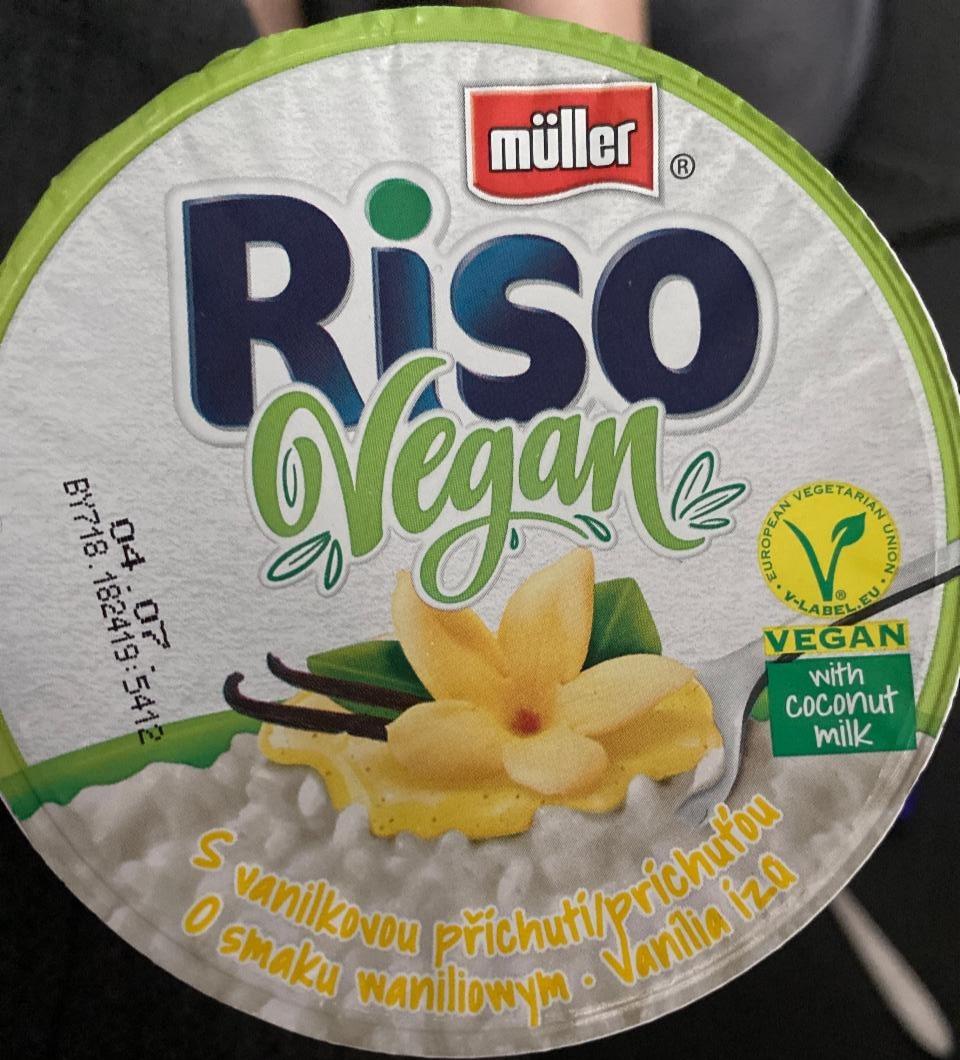 müller
®
Riso
Vegan
04.07.
BY718.182419:5412
EUROPEAN VEGETARIAN UNION
V-LABEL.EU
®
VEGAN
with
coconut
milk
S vanilkovou příchutí/príchuťou
O smaku waniliowym · Vanília ízű